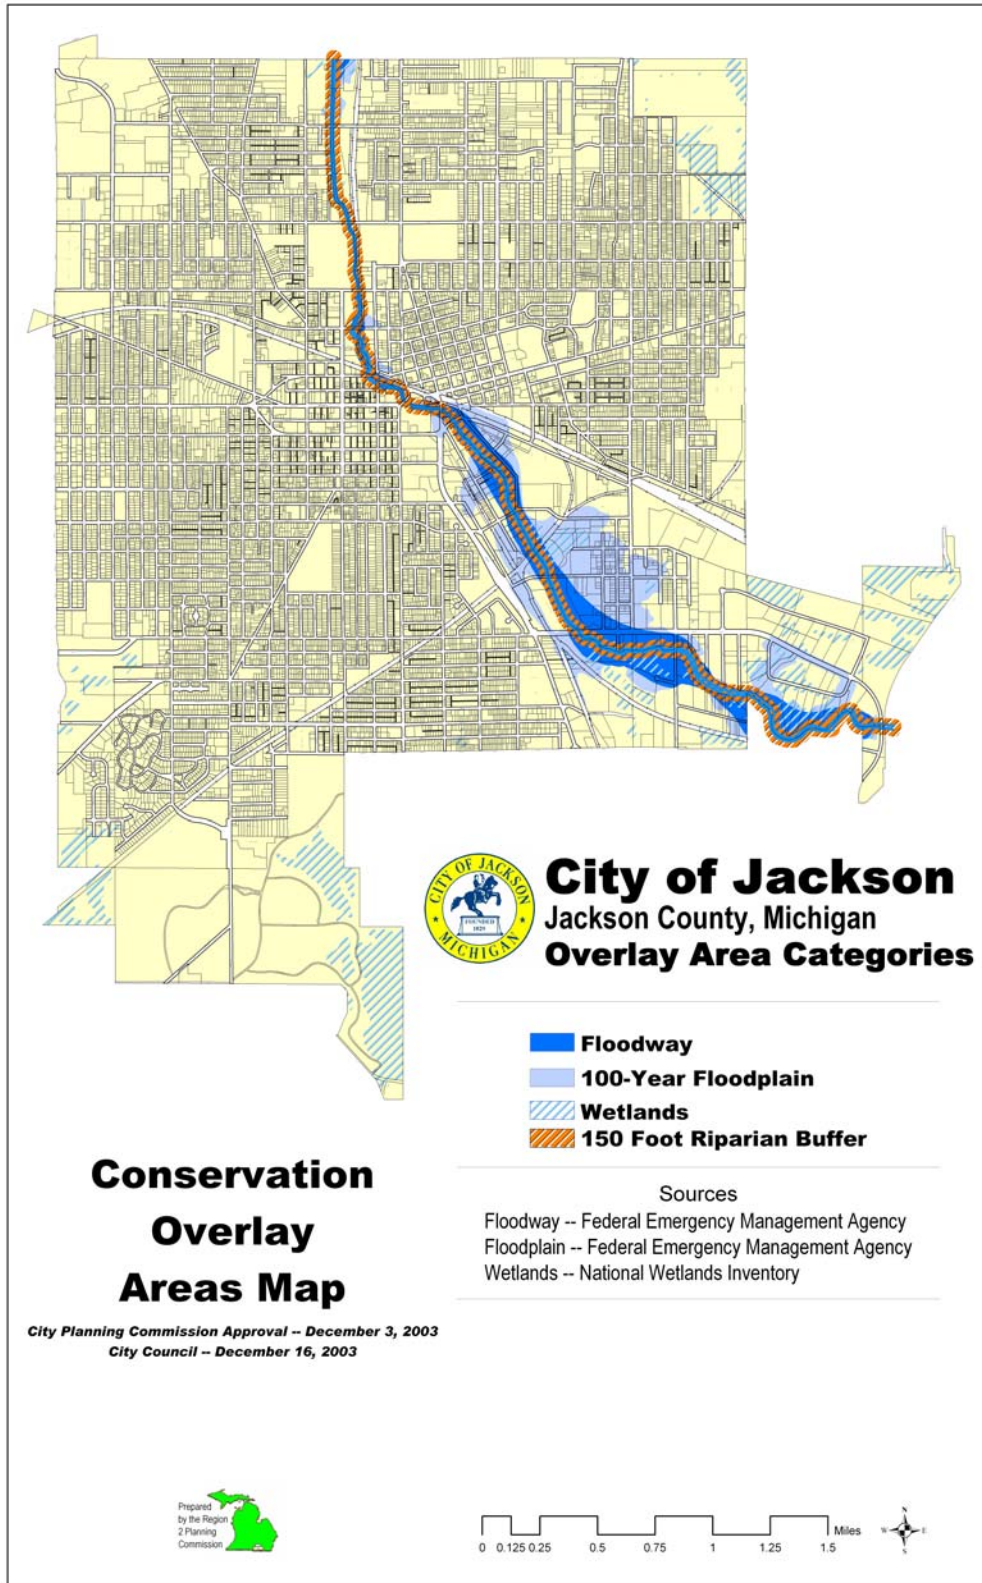 CITY OF JACKSON
FOUNDED
1829
MICHIGAN
City of Jackson
Jackson County, Michigan
Overlay Area Categories
Floodway
100-Year Floodplain
Wetlands
150 Foot Riparian Buffer
Conservation
Overlay
Areas Map
City Planning Commission Approval -- December 3, 2003
City Council -- December 16, 2003
Sources
Floodway -- Federal Emergency Management Agency
Floodplain -- Federal Emergency Management Agency
Wetlands -- National Wetlands Inventory
Prepared
by the Region
2 Planning
Commission
0 0.125 0.25 0.5 0.75 1 1.25 1.5
Miles
N
W E
S